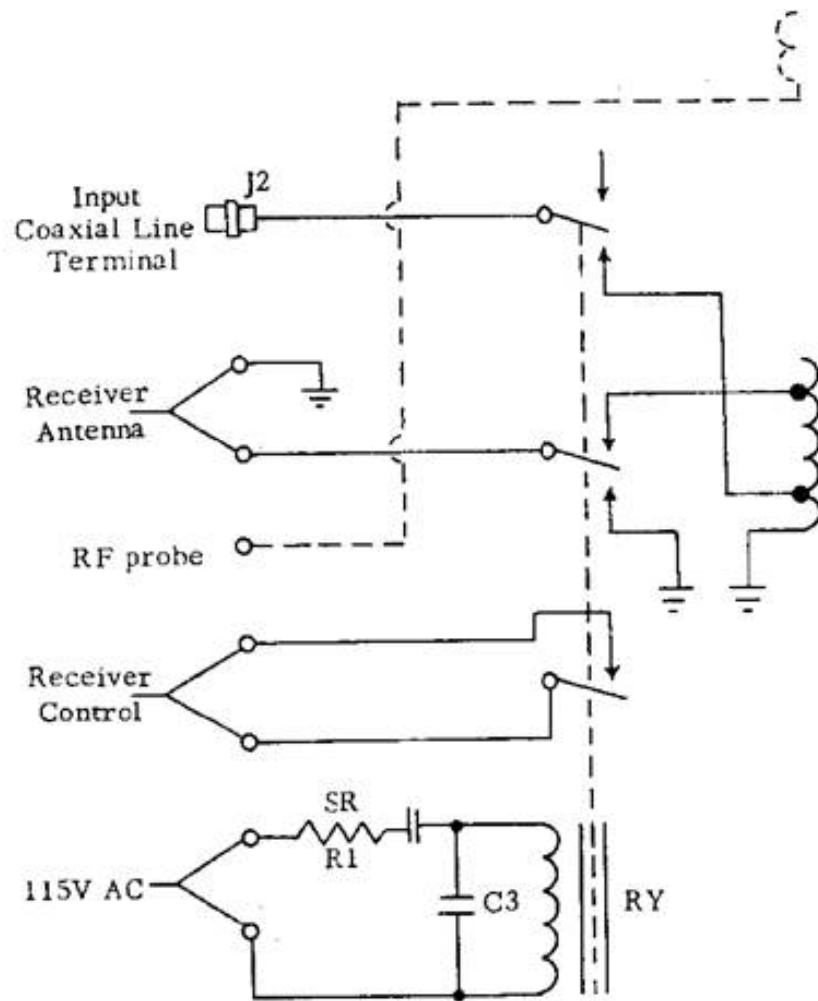 J2
Input
Coaxial Line
Terminal
Receiver
Antenna
RF probe
Receiver
Control
SR
R1
115V AC
C3
RY